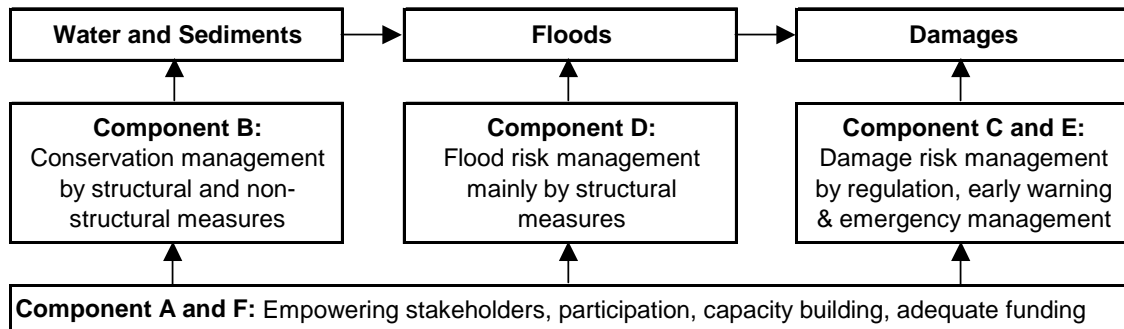 Water and Sediments
Floods
Damages
Component B:
Conservation management
by structural and non-
structural measures
Component D:
Flood risk management
mainly by structural
measures
Component C and E:
Damage risk management
by regulation, early warning
& emergency management
Component A and F: Empowering stakeholders, participation, capacity building, adequate funding